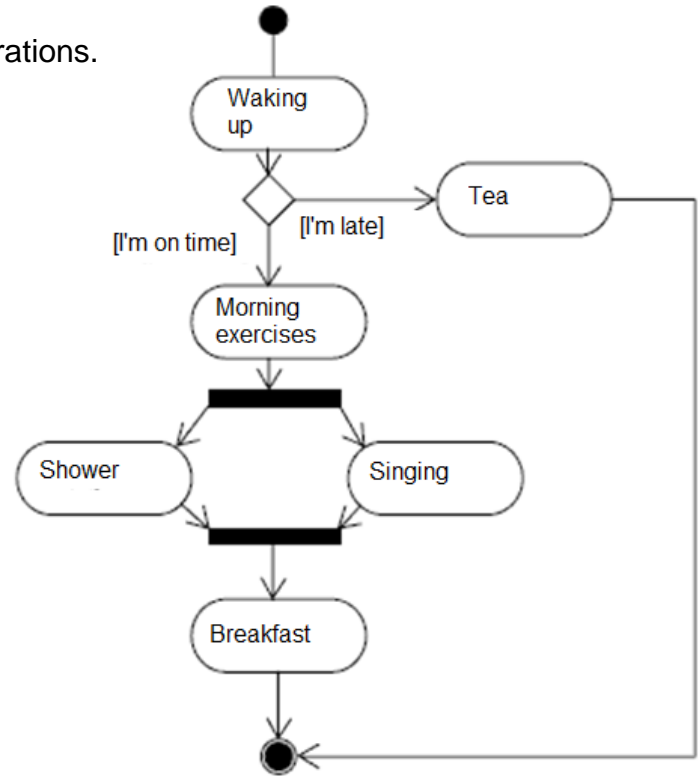 rations.
Waking
up
Tea
[I'm late]
[I'm on time]
Morning
exercises
Shower
Singing
Breakfast